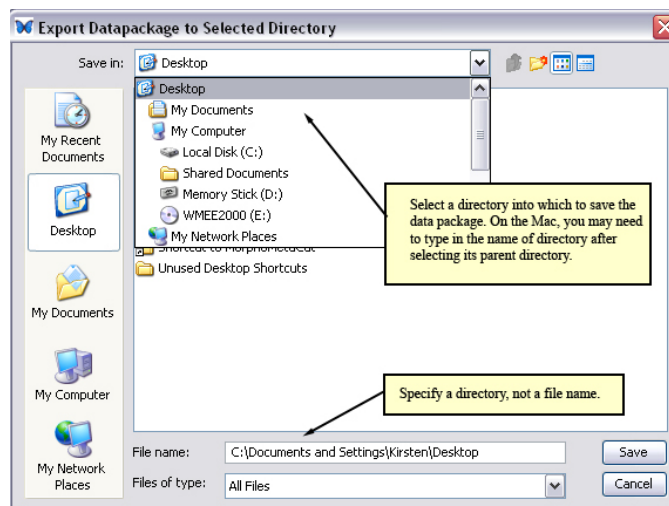 Export Datapackage to Selected Directory
Save in:
Desktop
Desktop
My Documents
My Computer
Local Disk (C:)
Shared Documents
Memory Stick (D:)
WMEE2000 (E:)
My Network Places
Shortcut to MorphoMetaCat
Unused Desktop Shortcuts
My Recent
Documents
Desktop
My Documents
My Computer
My Network
Places
Select a directory into which to save the
data package. On the Mac, you may need
to type in the name of directory after
selecting its parent directory.
Specify a directory, not a file name.
File name:
C:\Documents and Settings\Kirsten\Desktop
Save
Files of type:
All Files
Cancel